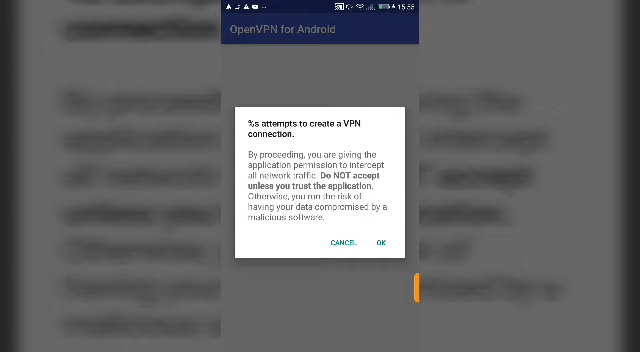 15:55
OpenVPN for Android
%s attempts to create a VPN
connection.
By proceeding, you are giving the
application permission to intercept
all network traffic. Do NOT accept
unless you trust the application.
Otherwise, you run the risk of
having your data compromised by a
malicious software.
CANCEL OK